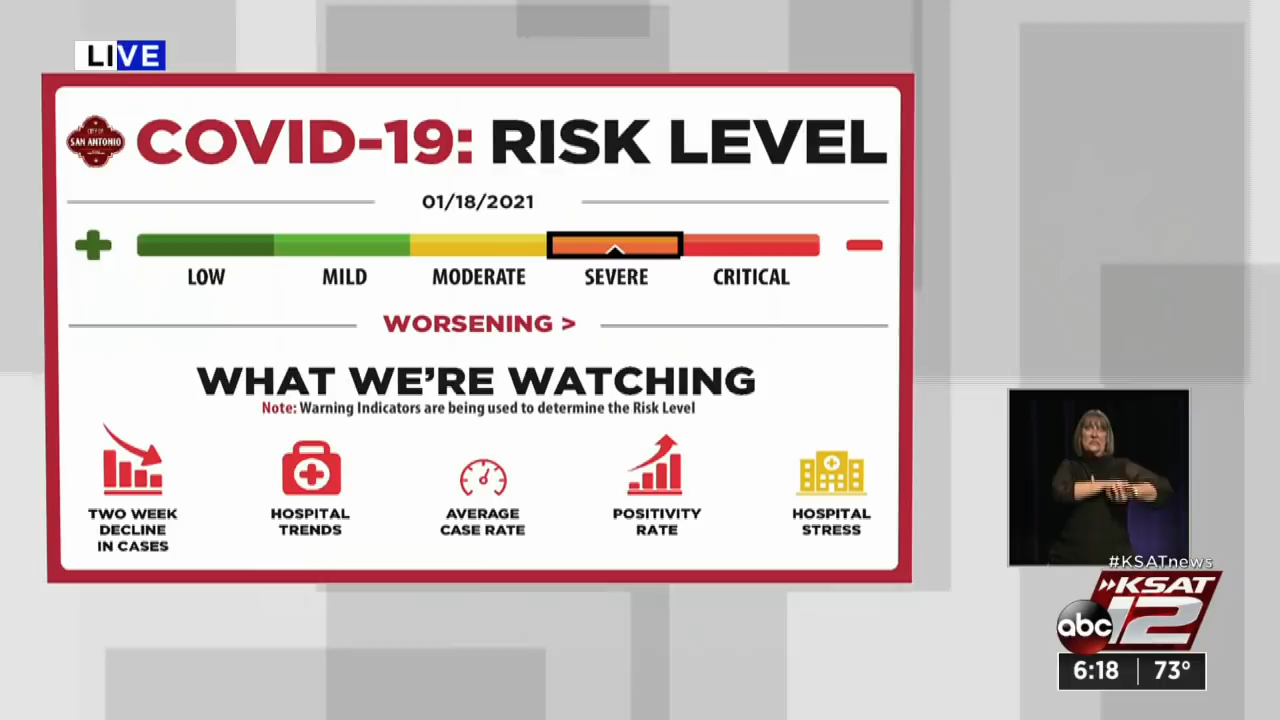 LIVE
CITY OF
SAN ANTONIO
COVID-19: RISK LEVEL
01/18/2021
LOW MILD MODERATE SEVERE CRITICAL
WORSENING >
WHAT WE'RE WATCHING
Note: Warning Indicators are being used to determine the Risk Level
TWO WEEK
DECLINE
IN CASES
HOSPITAL
TRENDS
AVERAGE
CASE RATE
POSITIVITY
RATE
HOSPITAL
STRESS
#KSATnews
KSAT
abc 12
6:18 73°